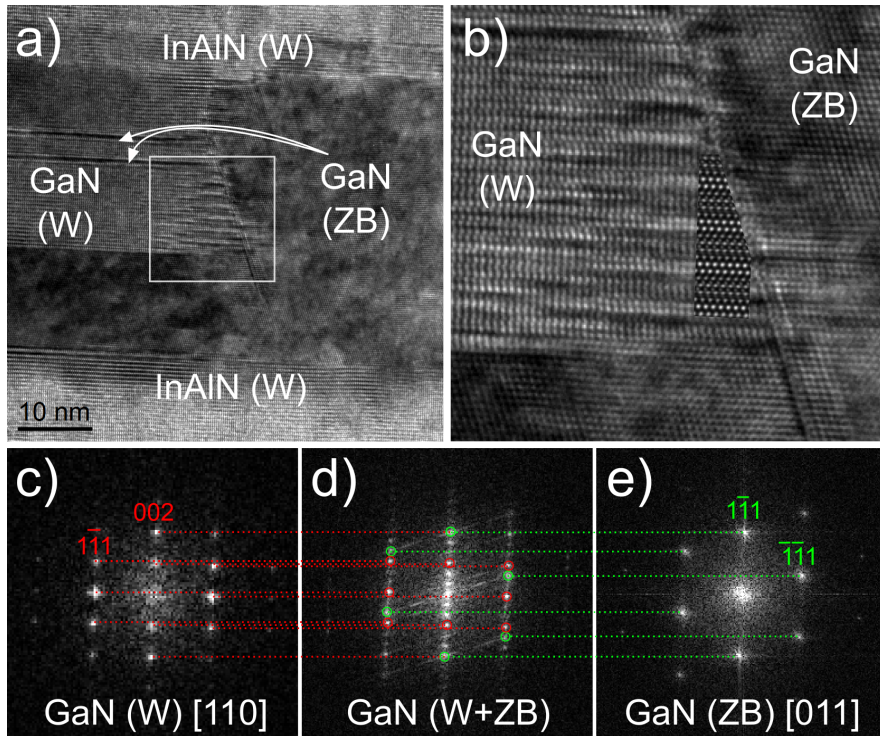 a)
InAlN (W)
GaN
(W)
GaN
(ZB)
InAlN (W)
10 nm
b)
GaN
(ZB)
GaN
(W)
c)
002
11̄1
GaN (W) [110]
d)
GaN (W+ZB)
e)
11̄1
1̄1̄1
GaN (ZB) [011]